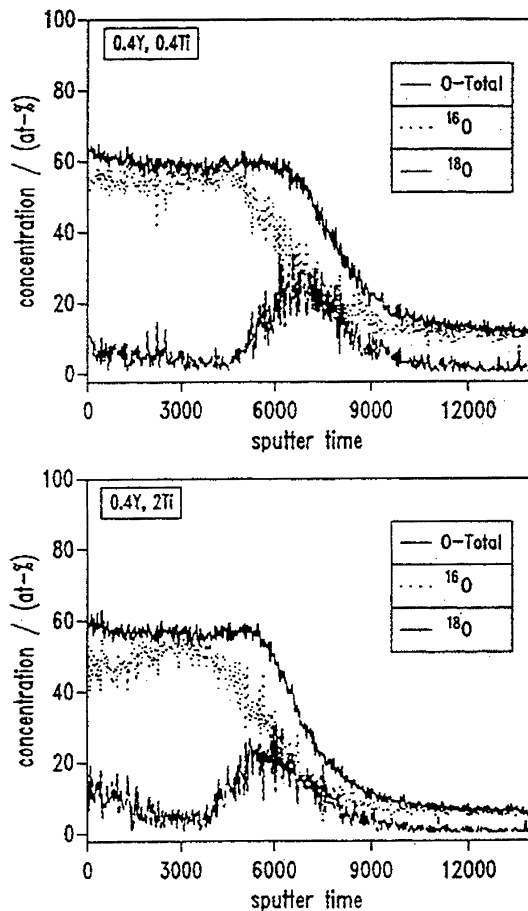 100
80
60
40
20
0
concentration / (at-%)
0.4Y, 0.4Ti
O-Total
16O
18O
0
3000
6000
9000
12000
sputter time
100
80
60
40
20
0
concentration / (at-%)
0.4Y, 2Ti
O-Total
16O
18O
0
3000
6000
9000
12000
sputter time